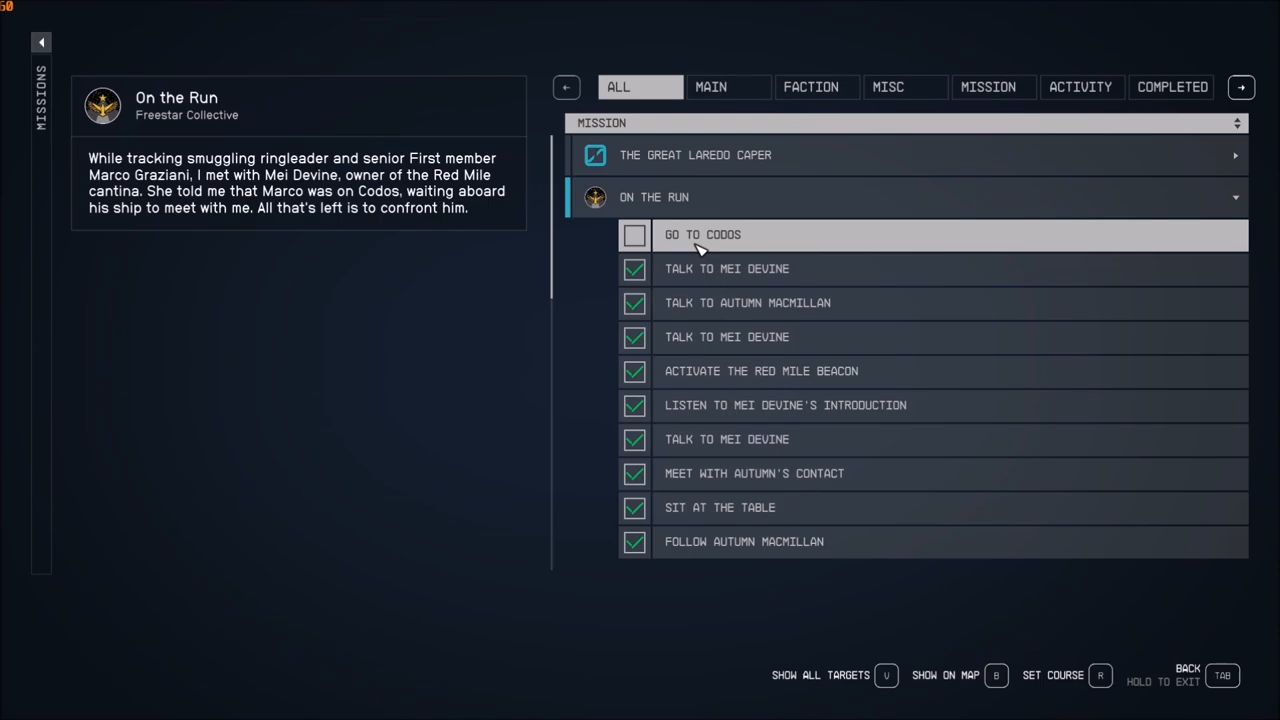 60
MISSIONS
On the Run
Freestar Collective
While tracking smuggling ringleader and senior First member
Marco Graziani, I met with Mei Devine, owner of the Red Mile
cantina. She told me that Marco was on Codos, waiting aboard
his ship to meet with me. All that's left is to confront him.
ALL
MAIN
FACTION
MISC
MISSION
ACTIVITY
COMPLETED
MISSION
THE GREAT LAREDO CAPER
ON THE RUN
GO TO CODOS
TALK TO MEI DEVINE
TALK TO AUTUMN MACMILLAN
TALK TO MEI DEVINE
ACTIVATE THE RED MILE BEACON
LISTEN TO MEI DEVINE'S INTRODUCTION
TALK TO MEI DEVINE
MEET WITH AUTUMN'S CONTACT
SIT AT THE TABLE
FOLLOW AUTUMN MACMILLAN
SHOW ALL TARGETS V
SHOW ON MAP B
SET COURSE R
BACK
HOLD TO EXIT
TAB